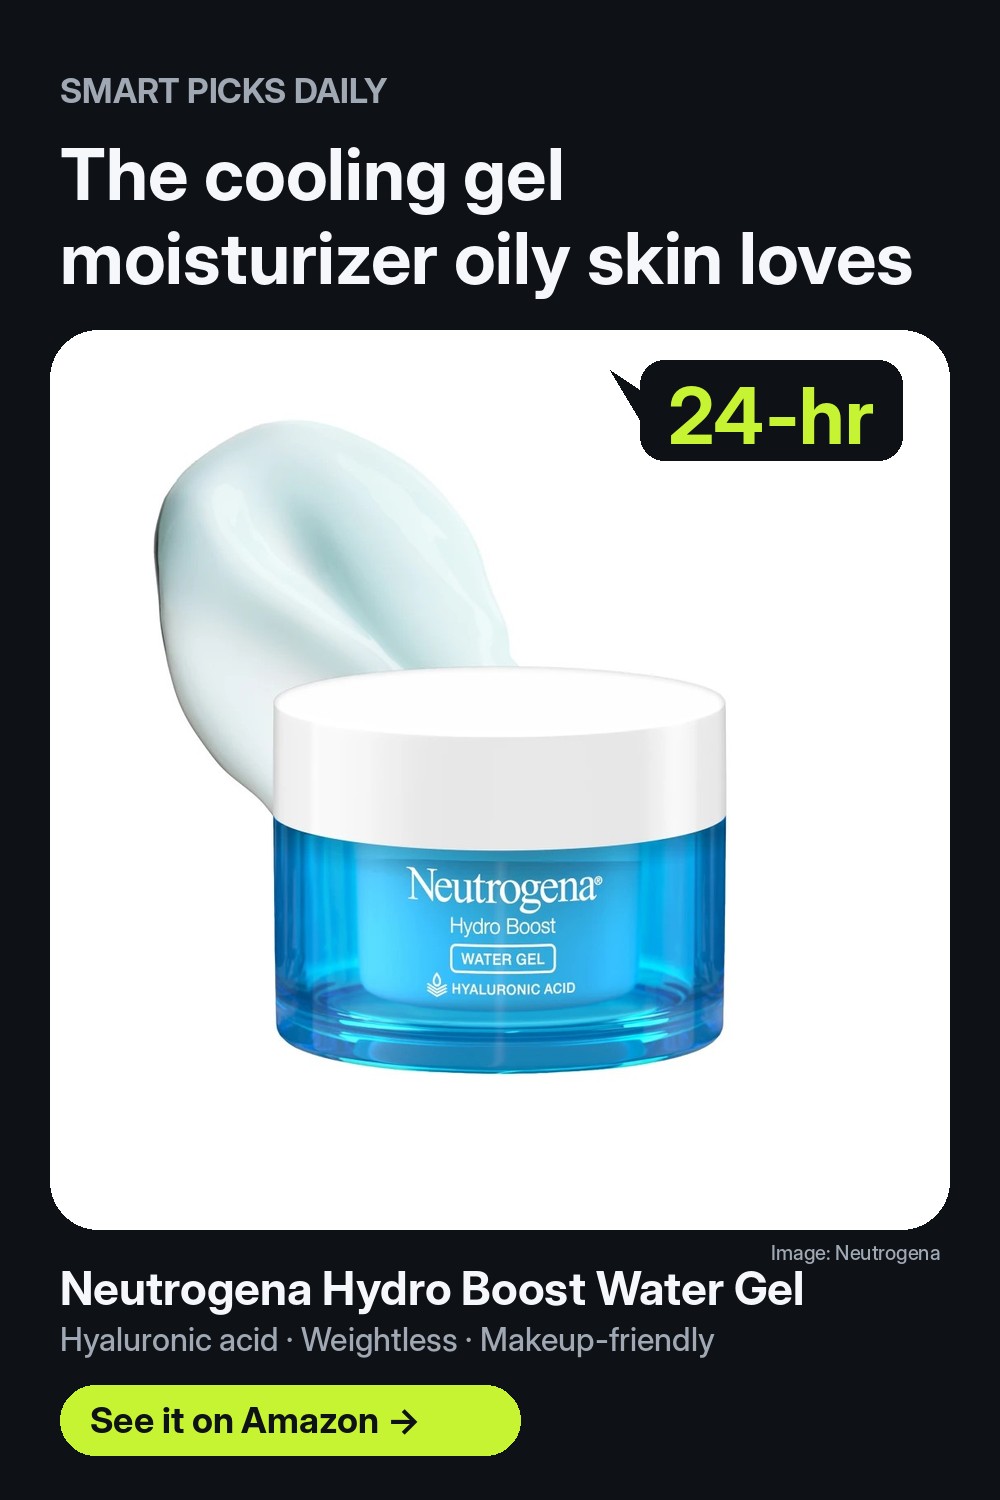 SMART PICKS DAILY
The cooling gel
moisturizer oily skin loves
24-hr
Neutrogena®
Hydro Boost
WATER GEL
HYALURONIC ACID
Image: Neutrogena
Neutrogena Hydro Boost Water Gel
Hyaluronic acid · Weightless · Makeup-friendly
See it on Amazon →